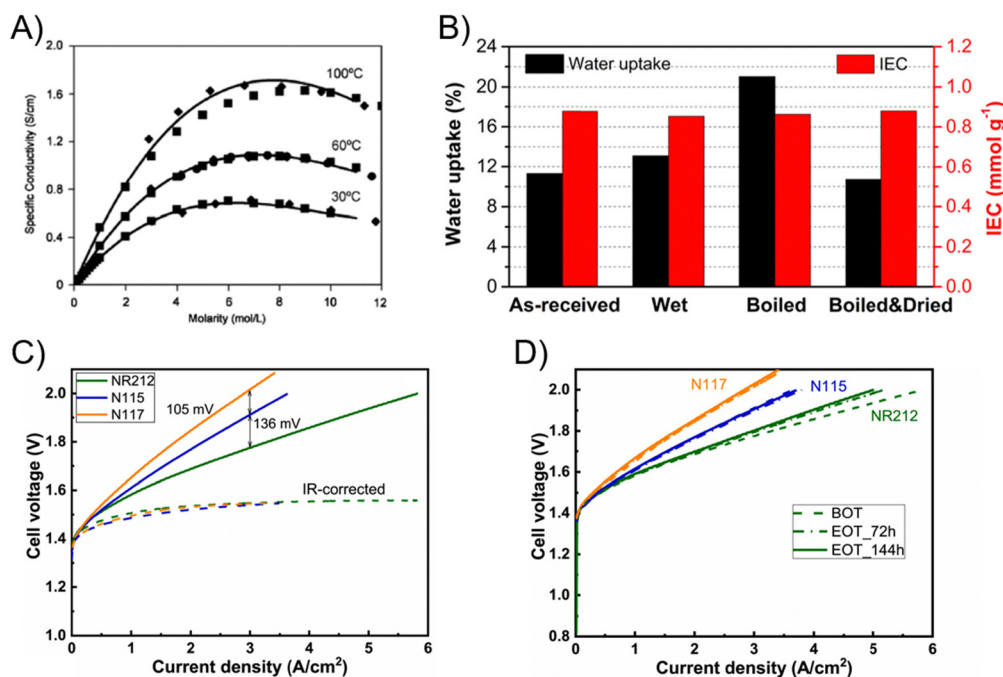 A)
Specific Conductivity (S/cm)
2.0
1.6
1.2
0.8
0.4
0
0 2 4 6 8 10 12
Molarity (mol/L)
100ºC
60ºC
30ºC
B)
Water uptake (%)
24
20
16
12
8
4
0
Water uptake
IEC
1.2
1.0
0.8
0.6
0.4
0.2
0.0
IEC (mmol g⁻¹)
As-received Wet Boiled Boiled&Dried
C)
Cell voltage (V)
2.0
1.8
1.6
1.4
1.2
1.0
NR212
N115
N117
105 mV
136 mV
IR-corrected
0 1 2 3 4 5 6
Current density (A/cm²)
D)
Cell voltage (V)
2.0
1.8
1.6
1.4
1.2
1.0
0.8
N117
N115
NR212
BOT
EOT_72h
EOT_144h
0 1 2 3 4 5 6 7
Current density (A/cm²)